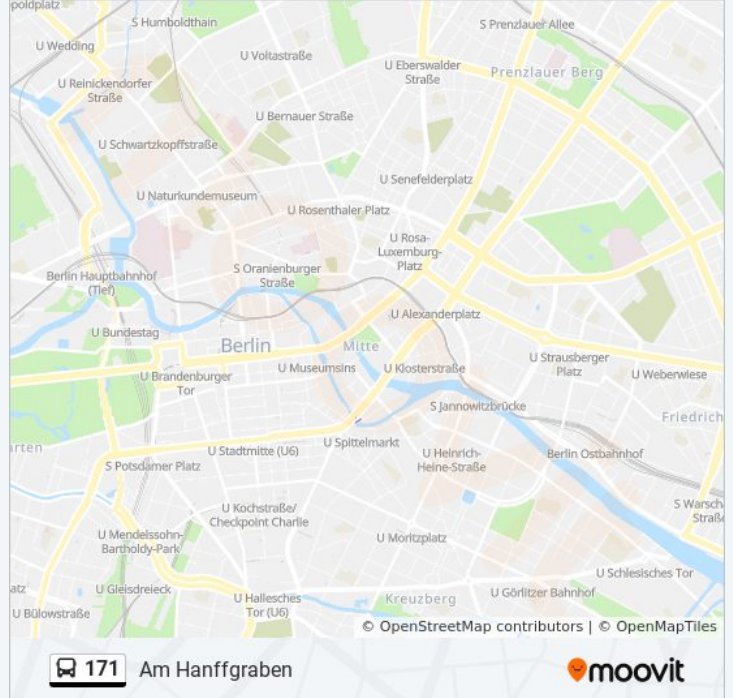 poldplatz
S Humboldthain
S Prenzlauer Allee
U Wedding
U Voltastraße
U Eberswalder
Straße
Prenzlauer Berg
U Reinickendorfer
Straße
U Bernauer Straße
U Schwartzkopffstraße
U Senefelderplatz
U Naturkundemuseum
U Rosenthaler Platz
U Rosa-
Luxemburg-
Platz
Berlin Hauptbahnhof
(Tief)
S Oranienburger
Straße
U Alexanderplatz
U Bundestag
Berlin
Mitte
U Strausberger
Platz
U Brandenburger
Tor
U Museumsins
U Klosterstraße
U Weberwiese
S Jannowitzbrücke
Friedrich
rten
U Stadtmitte (U6)
U Spittelmarkt
U Heinrich-
Heine-Straße
Berlin Ostbahnhof
S Potsdamer Platz
S Warsch
Straße
U Kochstraße/
Checkpoint Charlie
U Mendelssohn-
Bartholdy-Park
U Moritzplatz
U Schlesisches Tor
atz
U Gleisdreieck
U Hallesches
Tor (U6)
Kreuzberg
U Görlitzer Bahnhof
U Bülowstraße
© OpenStreetMap contributors | © OpenMapTiles
171 Am Hanffgraben
moovit